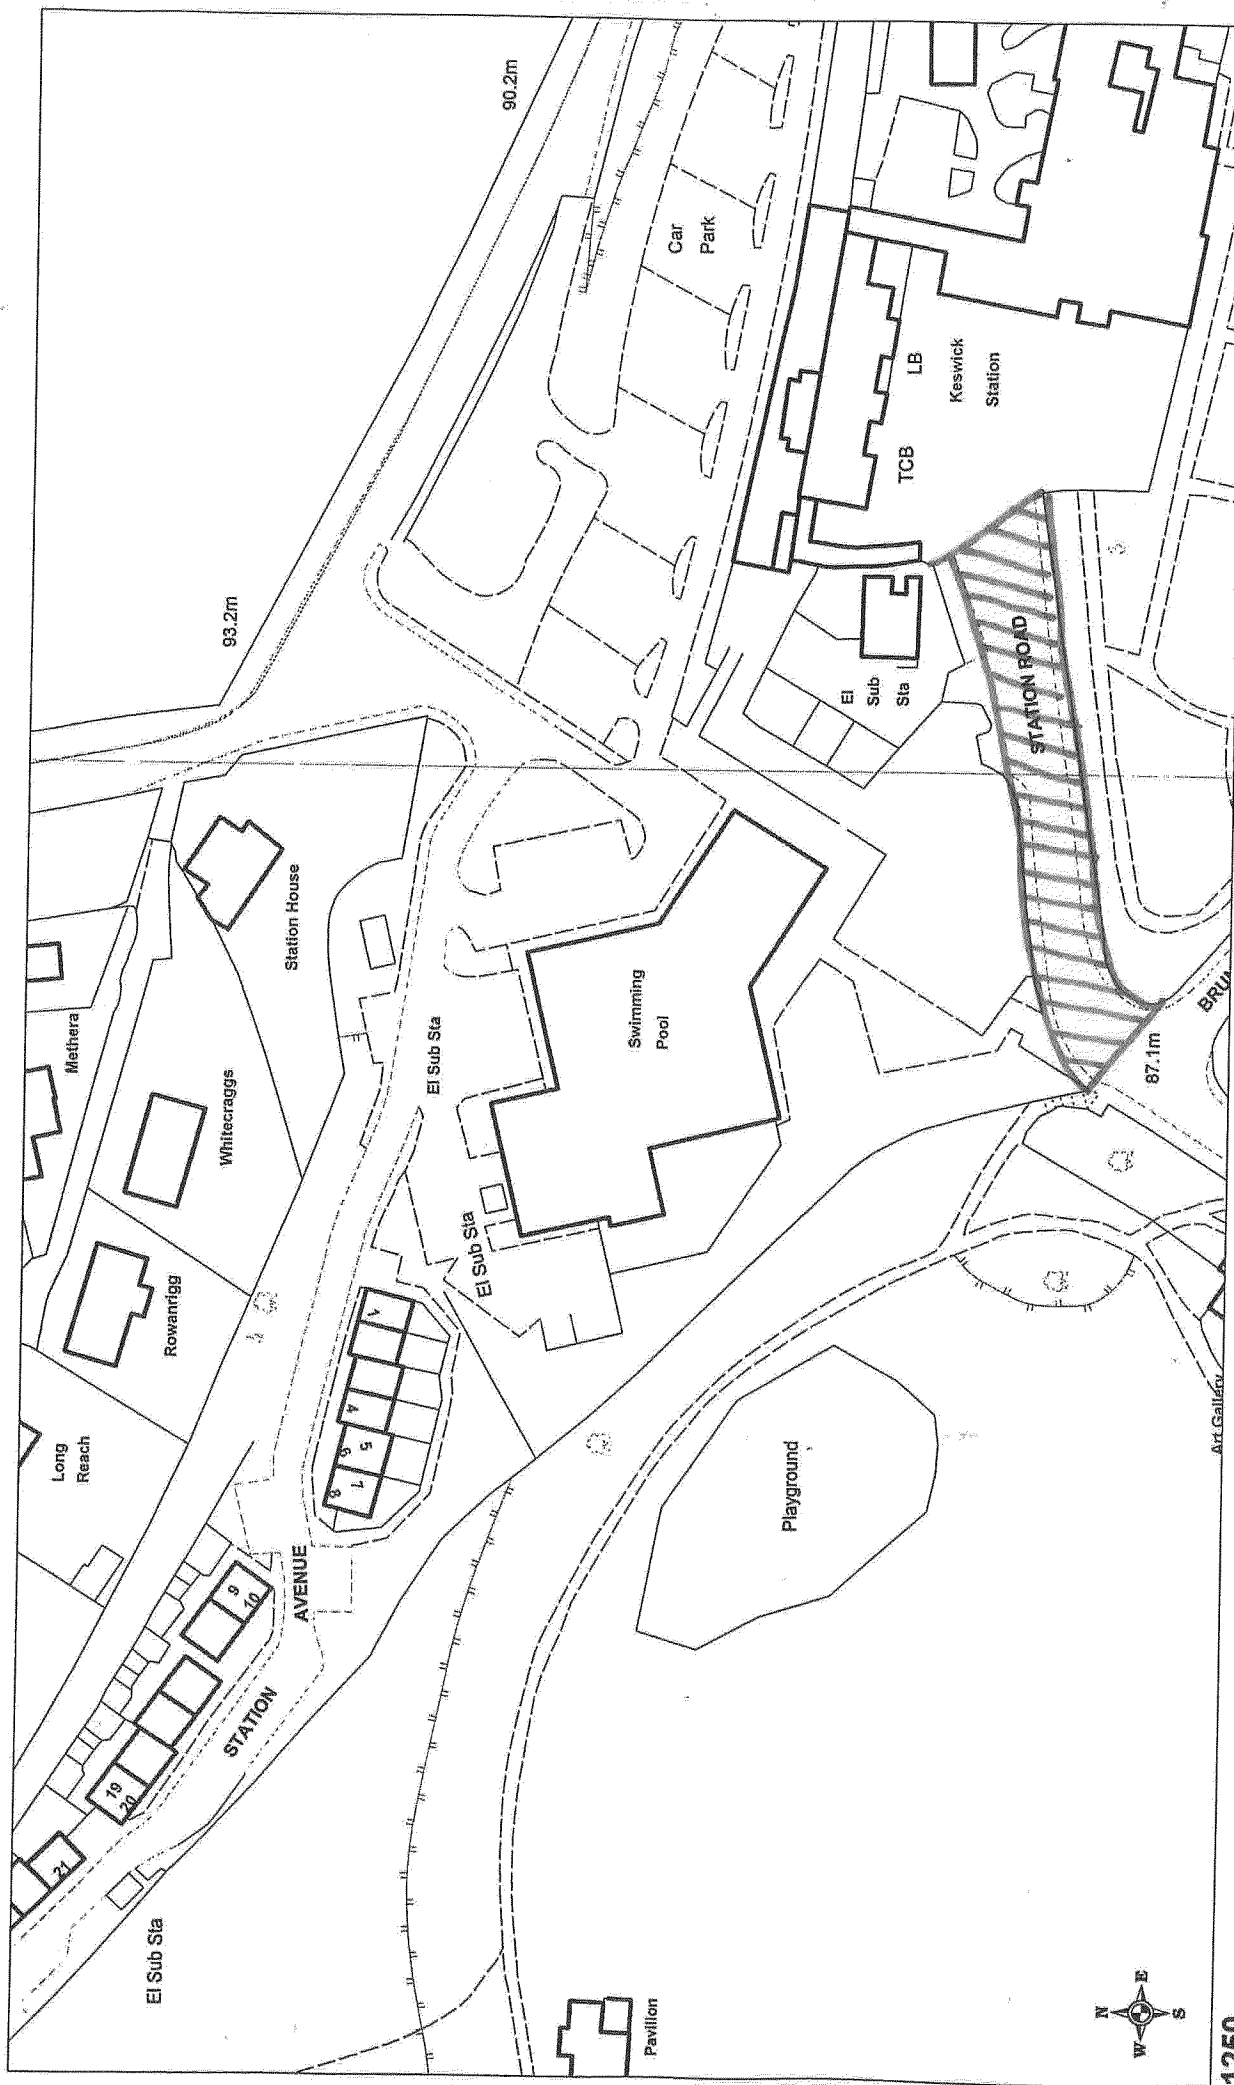 90.2m
93.2m
Car
Park
LB
Keswick
Station
TCB
STATION ROAD
El
Sub
Sta
Station House
Methera
Whitecraggs
El Sub Sta
Swimming
Pool
87.1m
Rowanrigg
El Sub Sta
1
4
5
6
7
8
Long
Reach
Playground
Art Gallery
9
10
AVENUE
STATION
19
20
21
El Sub Sta
Pavilion
N
E
S
W
1250